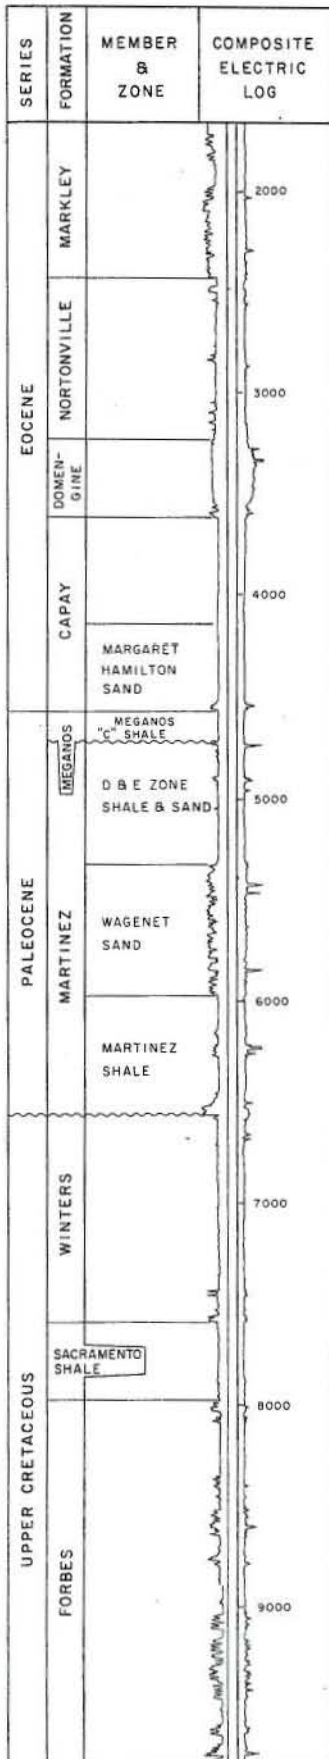 SERIES
FORMATION
MEMBER
&
ZONE
COMPOSITE
ELECTRIC
LOG
EOCENE
MARKLEY
2000
NORTONVILLE
3000
DOMEN-
GINE
CAPAY
4000
MARGARET
HAMILTON
SAND
PALEOCENE
MEGANOS
"C" SHALE
MEGANOS
D & E ZONE
SHALE & SAND
5000
MARTINEZ
WAGENET
SAND
6000
MARTINEZ
SHALE
UPPER CRETACEOUS
WINTERS
7000
SACRAMENTO
SHALE
8000
FORBES
9000